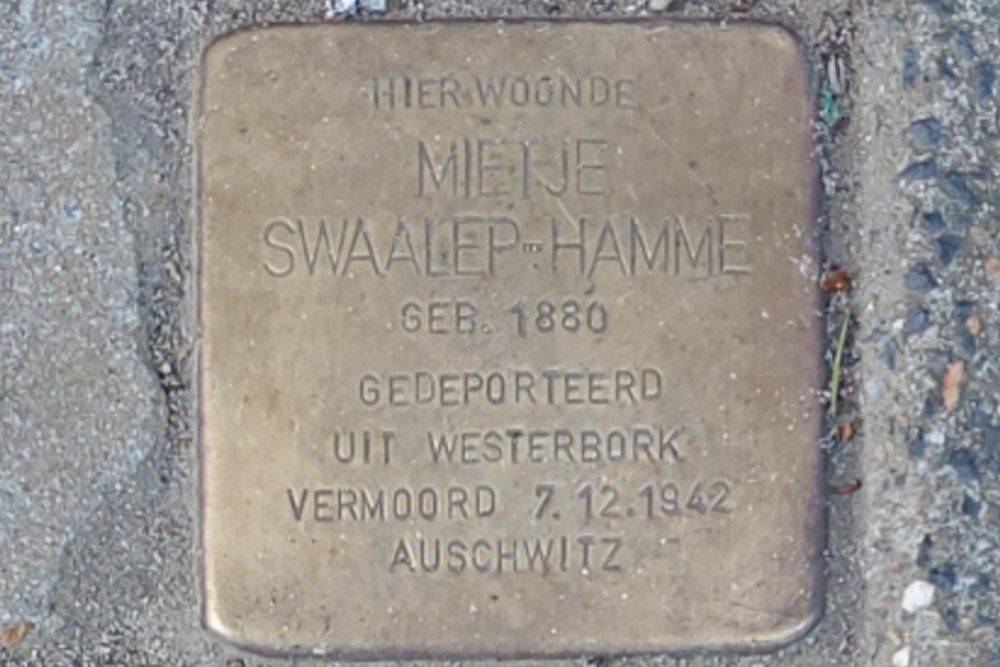 HIER WOONDE
MIETJE
SWAALEP-HAMME
GEB. 1880
GEDEPORTEERD
UIT WESTERBORK
VERMOORD 7.12.1942
AUSCHWITZ